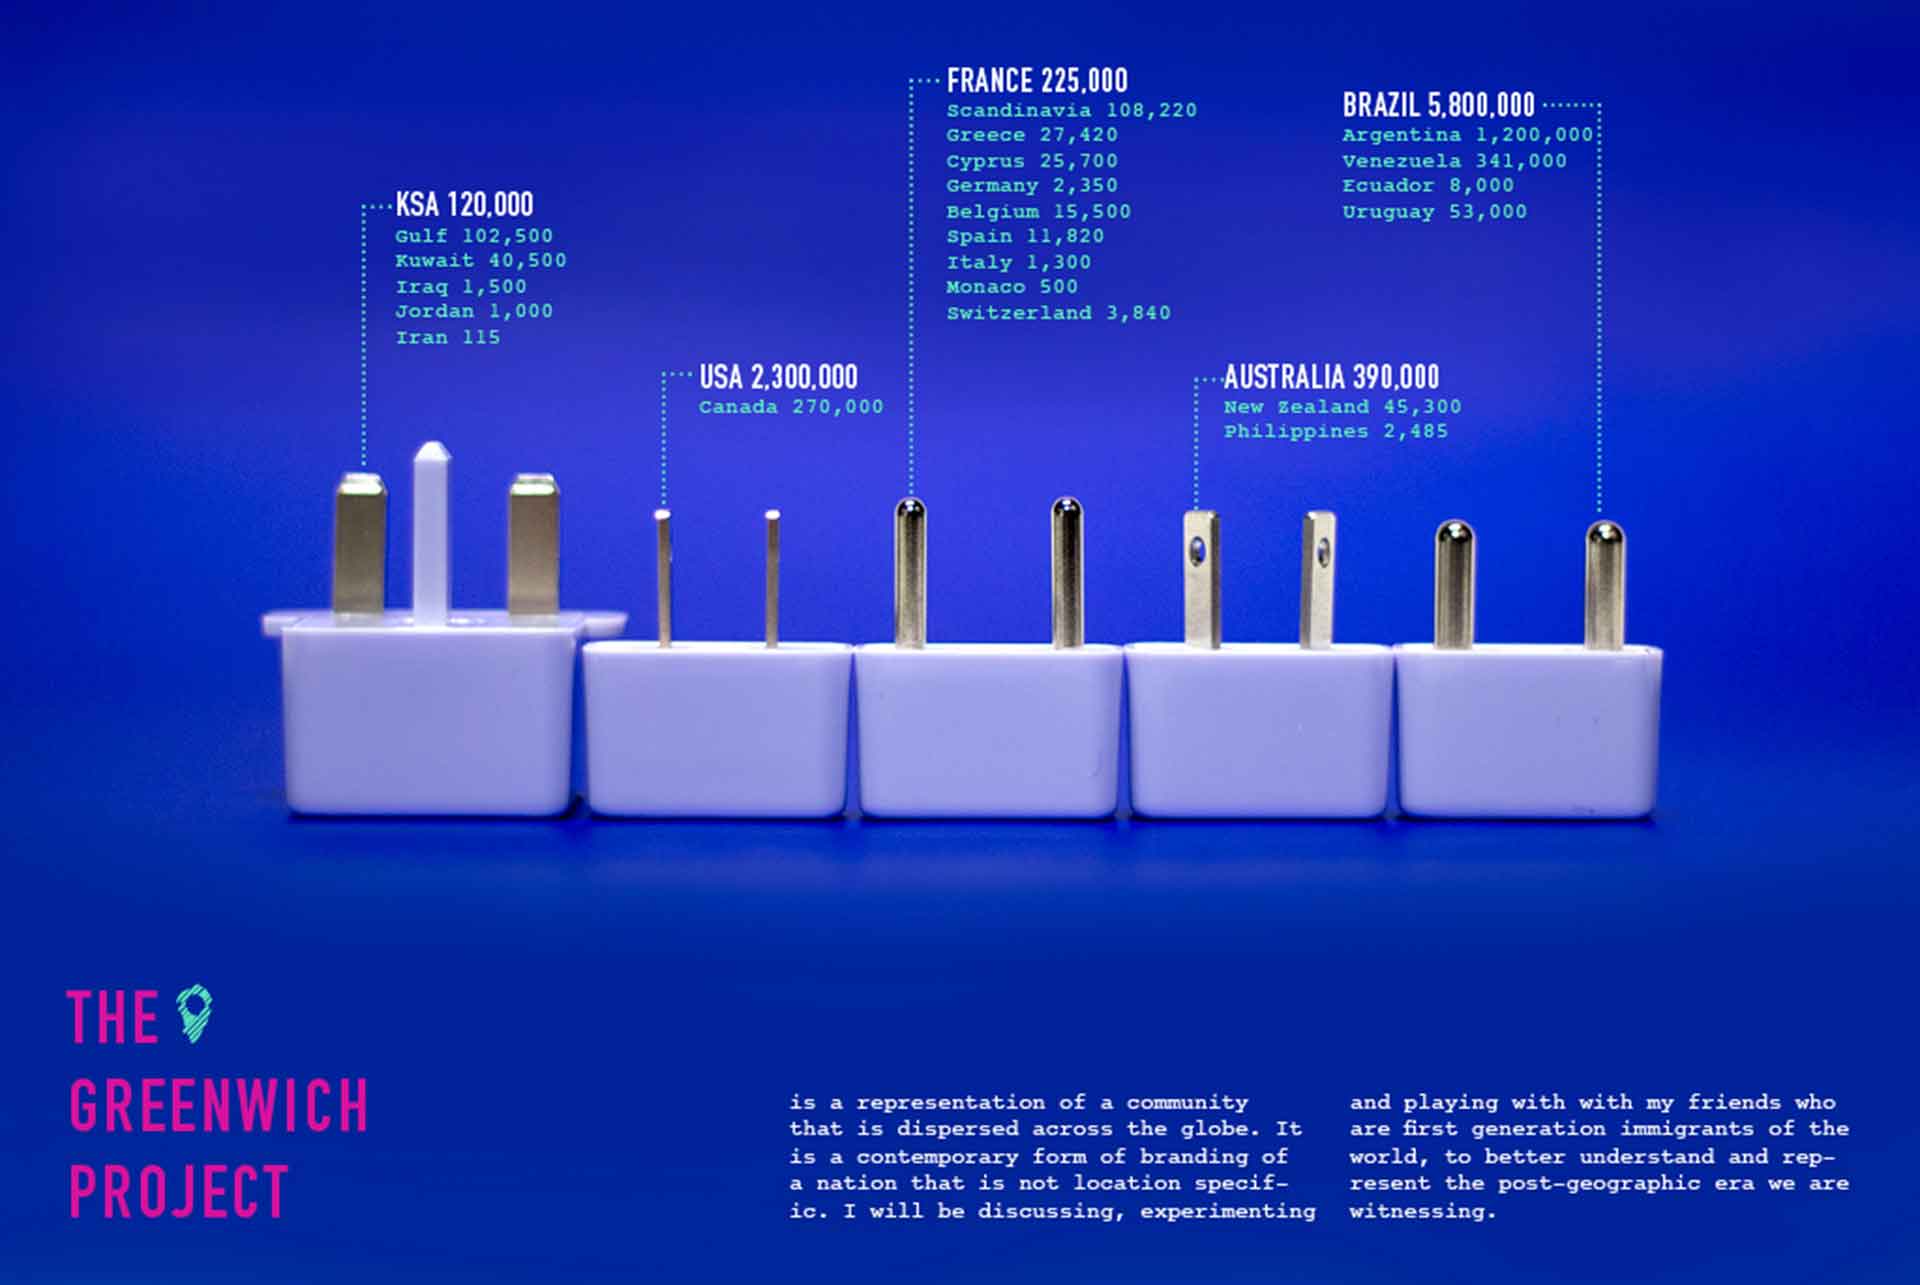 KSA 120,000
Gulf 102,500
Kuwait 40,500
Iraq 1,500
Jordan 1,000
Iran 115
USA 2,300,000
Canada 270,000
FRANCE 225,000
Scandinavia 108,220
Greece 27,420
Cyprus 25,700
Germany 2,350
Belgium 15,500
Spain 11,820
Italy 1,300
Monaco 500
Switzerland 3,840
AUSTRALIA 390,000
New Zealand 45,300
Philippines 2,485
BRAZIL 5,800,000
Argentina 1,200,000
Venezuela 341,000
Ecuador 8,000
Uruguay 53,000
THE
GREENWICH
PROJECT
is a representation of a community
that is dispersed across the globe. It
is a contemporary form of branding of
a nation that is not location specif-
ic. I will be discussing, experimenting
and playing with with my friends who
are first generation immigrants of the
world, to better understand and rep-
resent the post-geographic era we are
witnessing.